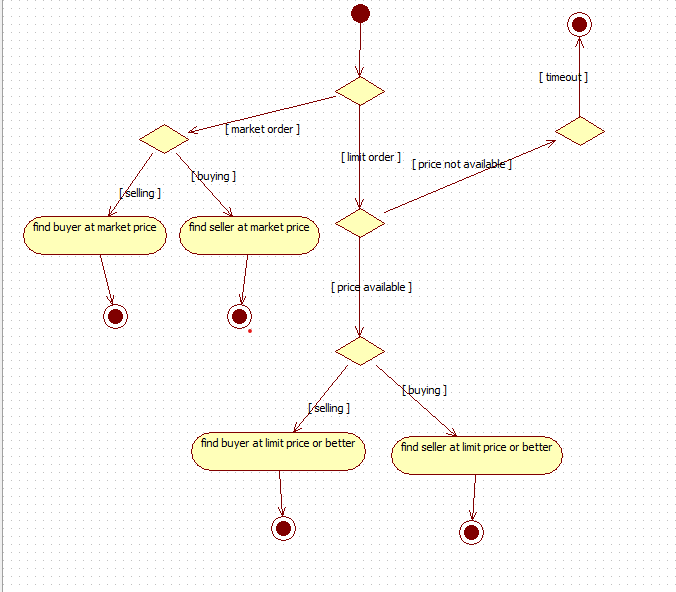 [ timeout ]
[ market order ]
[ limit order ]
[ price not available ]
[ selling ]
[ buying ]
find buyer at market price
find seller at market price
[ price available ]
[ selling ]
[ buying ]
find buyer at limit price or better
find seller at limit price or better